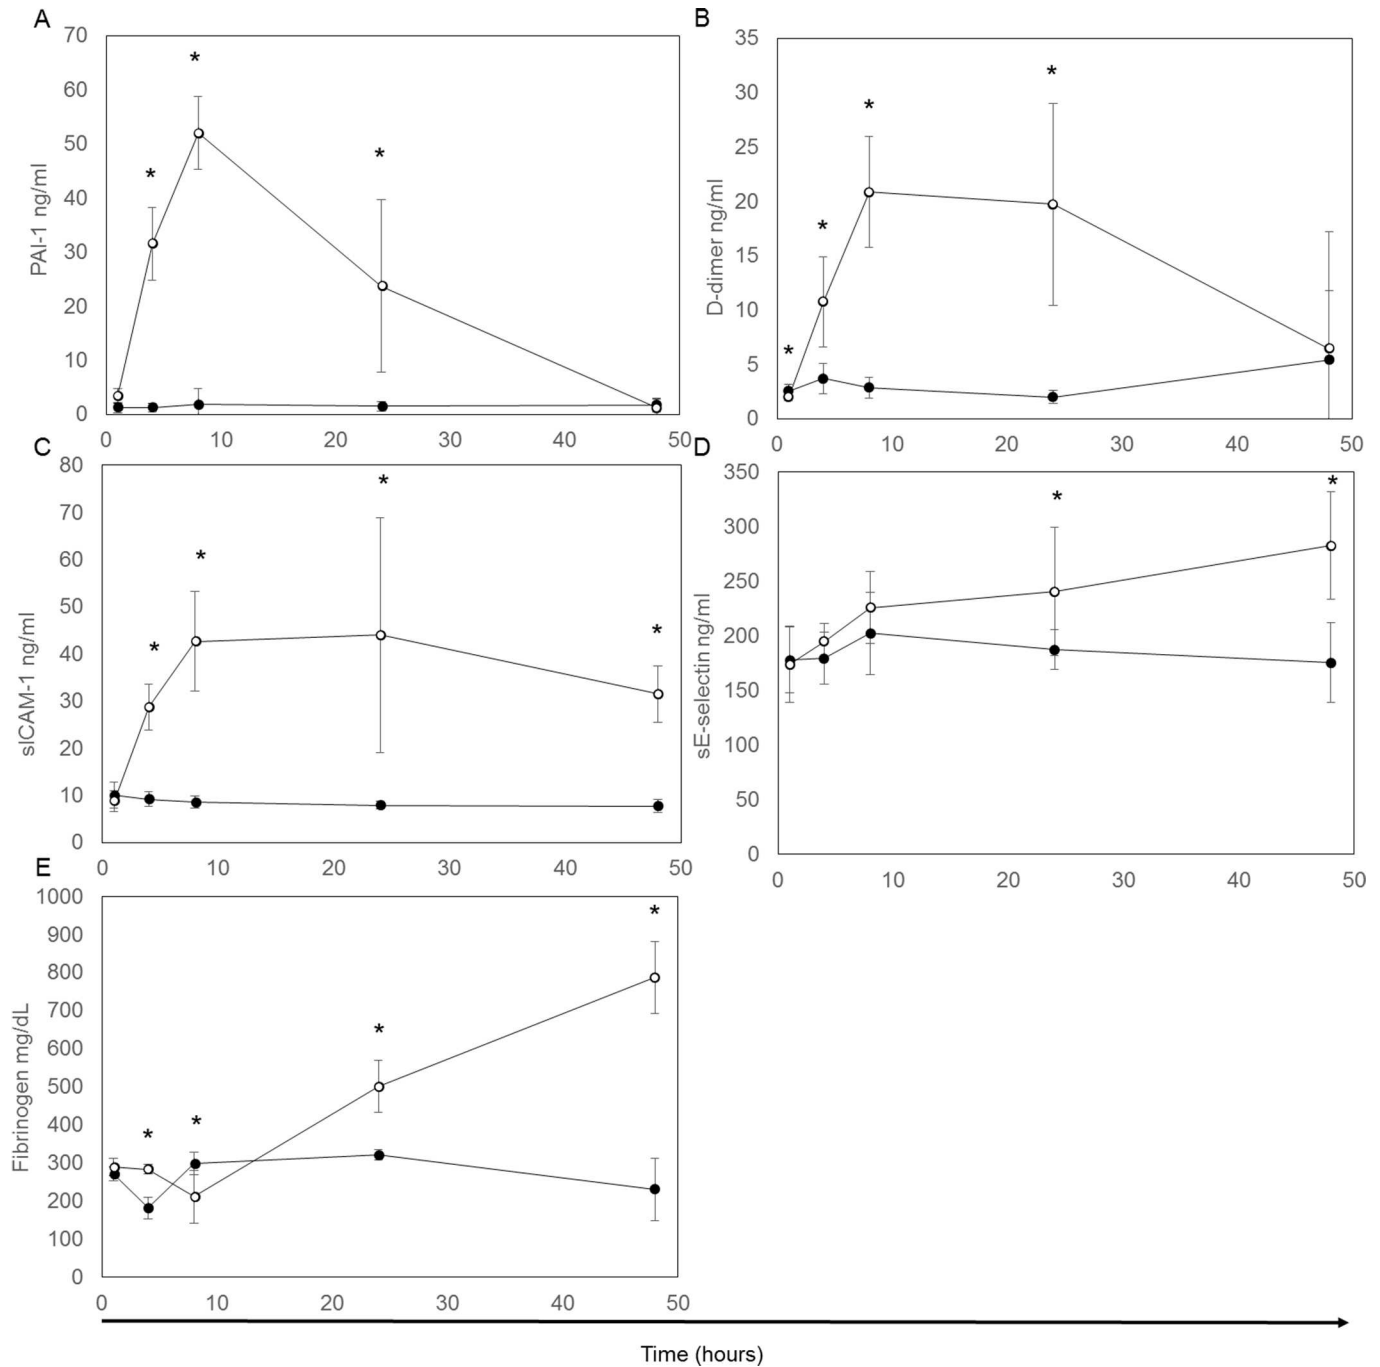 A
B
70
60
50
40
30
20
10
0
PAI-1 ng/ml
* * *
0 10 20 30 40 50
35
30
25
20
15
10
5
0
D-dimer ng/ml
* * * *
0 10 20 30 40 50
C
D
80
70
60
50
40
30
20
10
0
sICAM-1 ng/ml
* * * *
0 10 20 30 40 50
350
300
250
200
150
100
50
0
sE-selectin ng/ml
* *
0 10 20 30 40 50
E
1000
900
800
700
600
500
400
300
200
100
0
Fibrinogen mg/dL
* * * *
0 10 20 30 40 50
Time (hours)